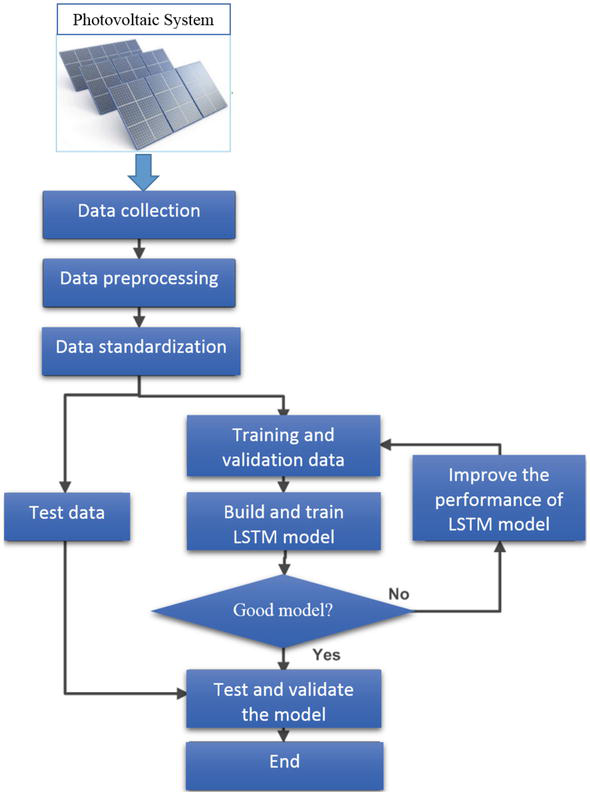 Photovoltaic System
Data collection
Data preprocessing
Data standardization
Training and
validation data
Improve the
performance of
LSTM model
Test data
Build and train
LSTM model
Good model?
No
Yes
Test and validate
the model
End